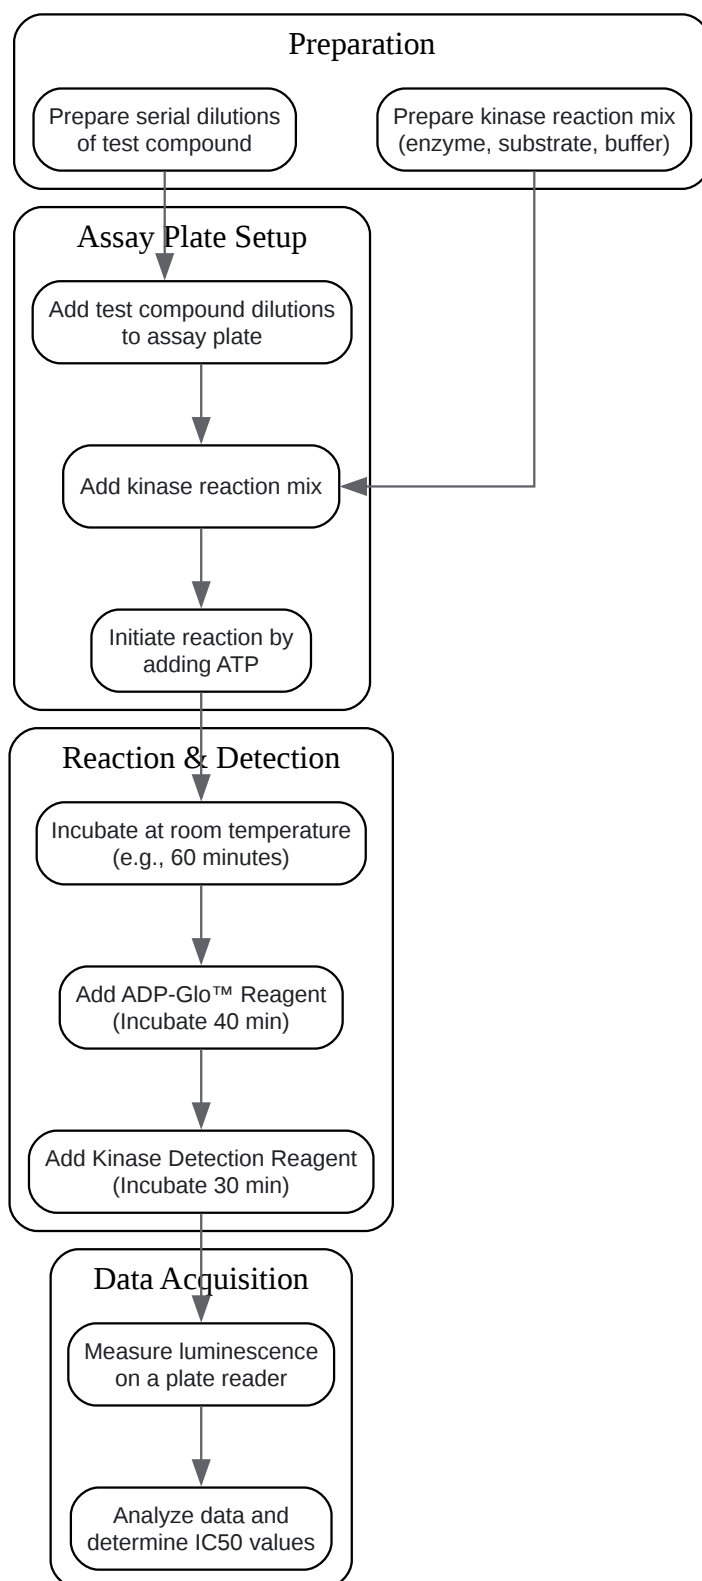 Preparation
Prepare serial dilutions
of test compound
Prepare kinase reaction mix
(enzyme, substrate, buffer)
Assay Plate Setup
Add test compound dilutions
to assay plate
Add kinase reaction mix
Initiate reaction by
adding ATP
Reaction & Detection
Incubate at room temperature
(e.g., 60 minutes)
Add ADP-Glo™ Reagent
(Incubate 40 min)
Add Kinase Detection Reagent
(Incubate 30 min)
Data Acquisition
Measure luminescence
on a plate reader
Analyze data and
determine IC50 values